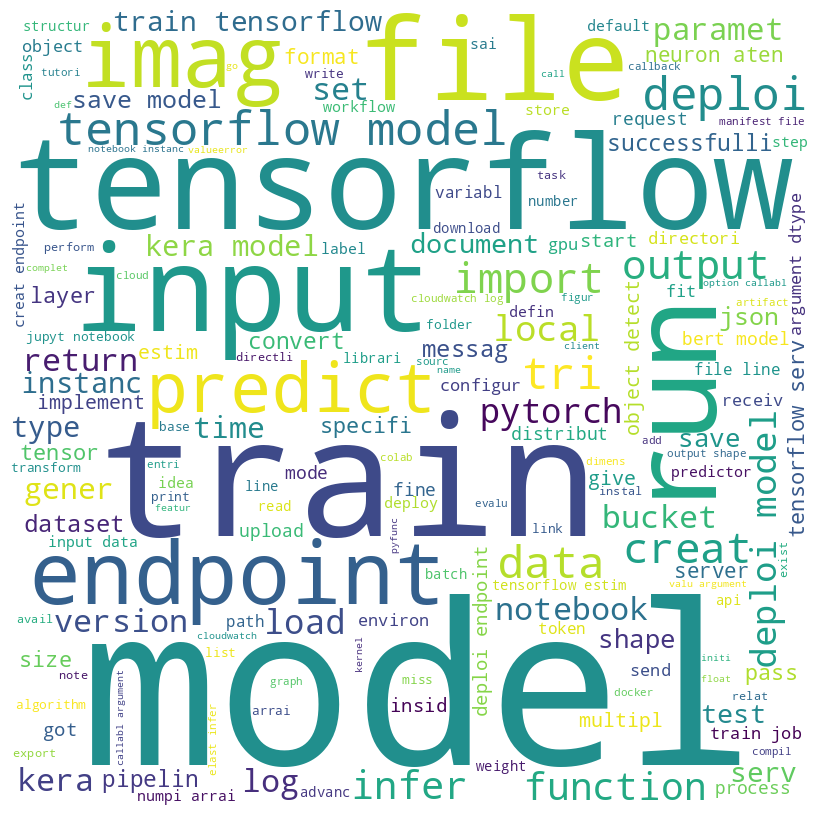 structur
train tensorflow
default
paramet
object
imag
file
sai
neuron aten
class
tutori
format
go
write
call
callback
def
save model
set
workflow
store
deploi
request
manifest file
tensorflow model
successfulli
step
notebook instanc
valueerror
tensorflow
task
variabl
number
creat endpoint
perform
kera model
label
download
document
gpu
start
directori
argument dtype
complet
cloud
input
import
output
option callabl
layer
cloudwatch log
figur
defin
local
fit
json
artifact
jupyt notebook
convert
folder
messag
client
run
bert model
return
estim
directli
librari
sourc
name
tri
object detect
file line
instanc
predict
configur
implement
pytorch
receiv
tensorflow serv
type
base
time
specifi
distribut
add
save
deploi model
tensor
train
colab
output shape
transform
entri
mode
dimens
predictor
gener
idea
print
line
fine
give
instal
featur
read
deploy
evalu
dataset
upload
link
bucket
input data
pyfunc
endpoint
data
creat
exist
batch
server
deploi endpoint
tensorflow estim
valu argument
api
avail
version
path
load
environ
notebook
model
token
shape
cloudwatch
size
list
kernel
send
initi
pass
note
graph
miss
float
algorithm
callabl argument
elast infer
arrai
insid
docker
relat
got
multipl
test
train job
export
compil
kera
pipelin
log
weight
serv
numpi arrai
advanc
infer
function
process